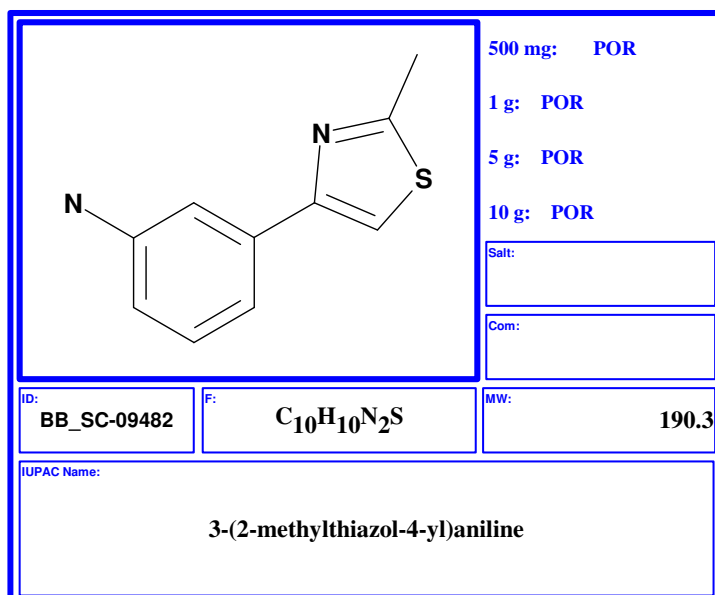 500 mg: POR
1 g: POR
5 g: POR
10 g: POR
N
N
S
Salt:
Com:
ID:
BB_SC-09482
F:
C10H10N2S
MW:
190.3
IUPAC Name:
3-(2-methylthiazol-4-yl)aniline